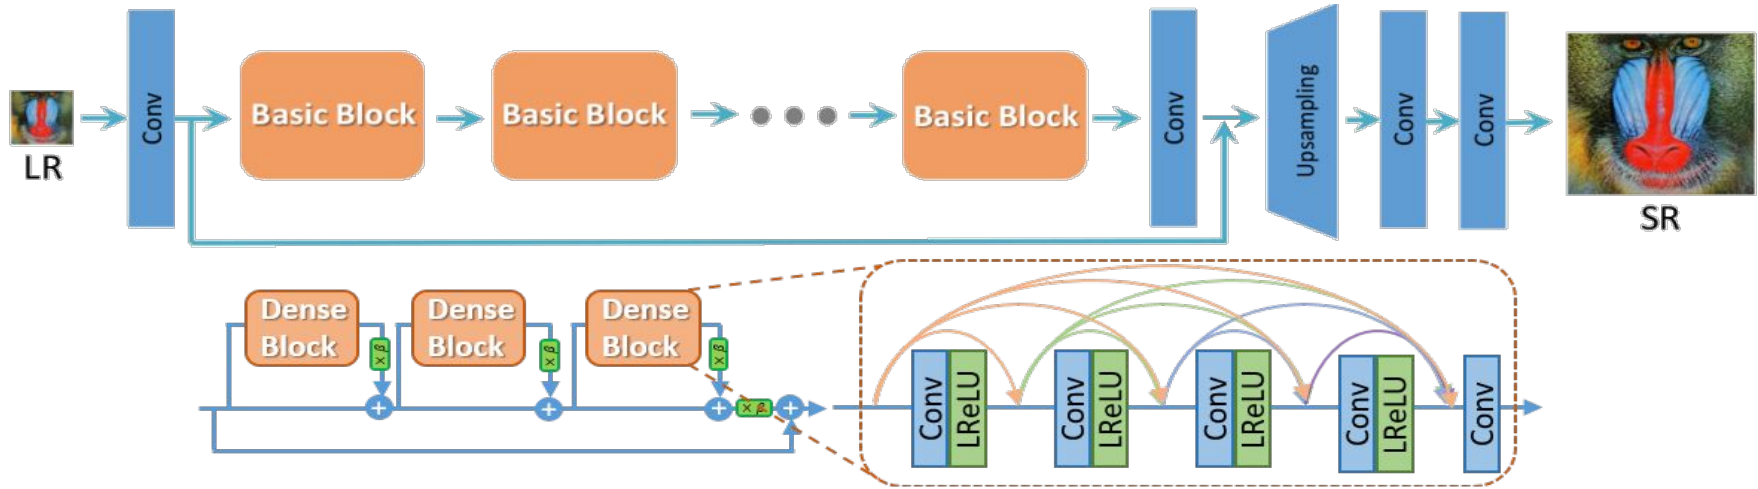 LR
Conv
Basic Block
Basic Block
Basic Block
Conv
Upsampling
Conv
Conv
SR
Dense
Block
× β
+
Dense
Block
× β
+
Dense
Block
× β
+
× β
+
Conv
LReLU
Conv
LReLU
Conv
LReLU
Conv
LReLU
Conv